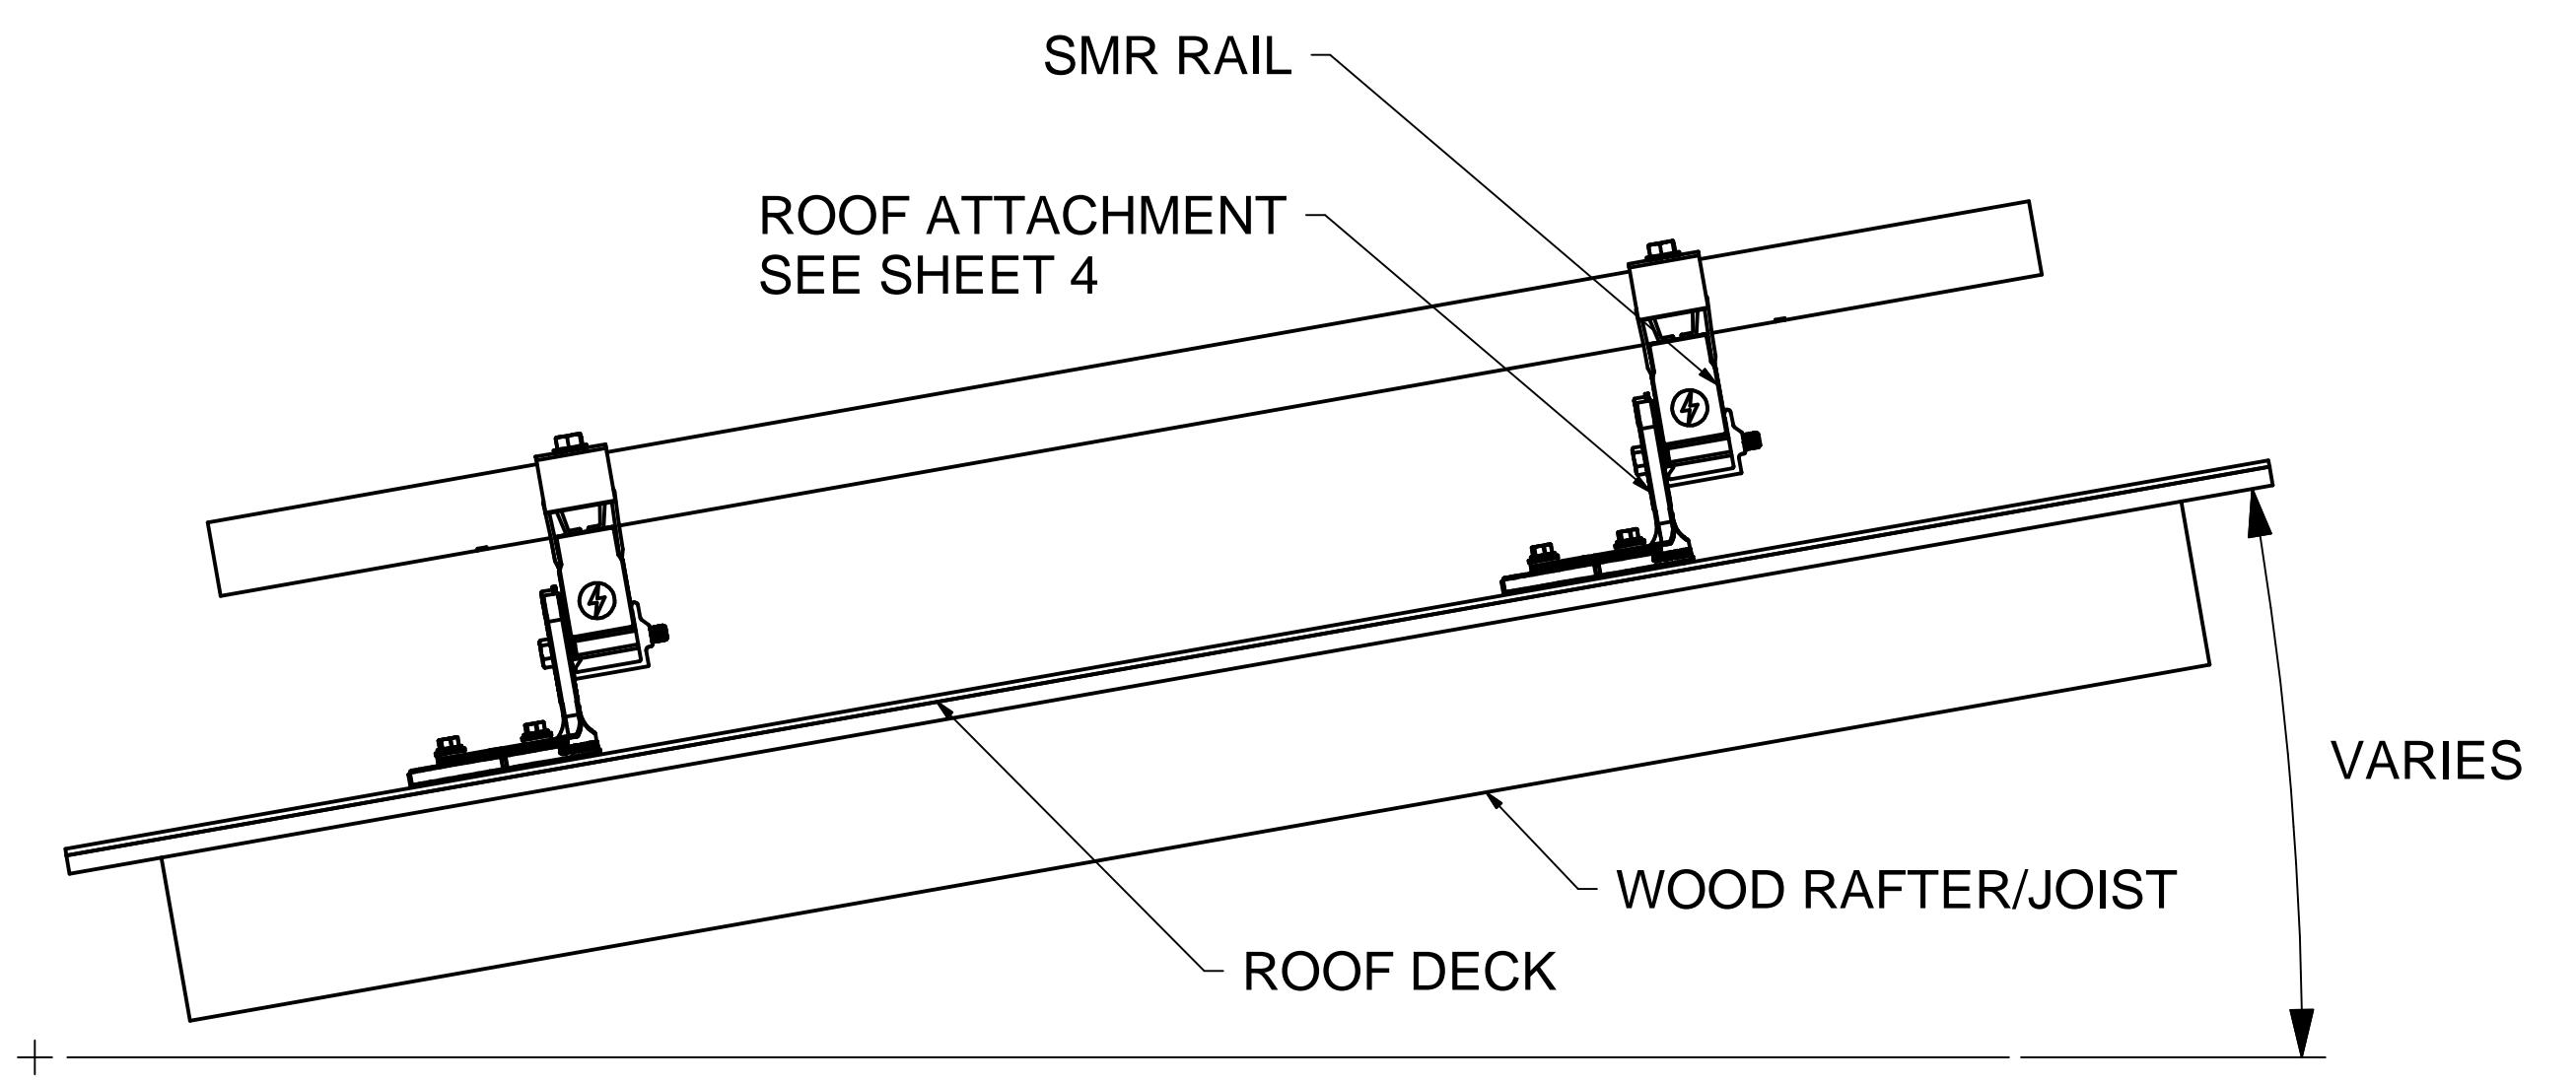 SMR RAIL
ROOF ATTACHMENT
SEE SHEET 4
VARIES
WOOD RAFTER/JOIST
ROOF DECK